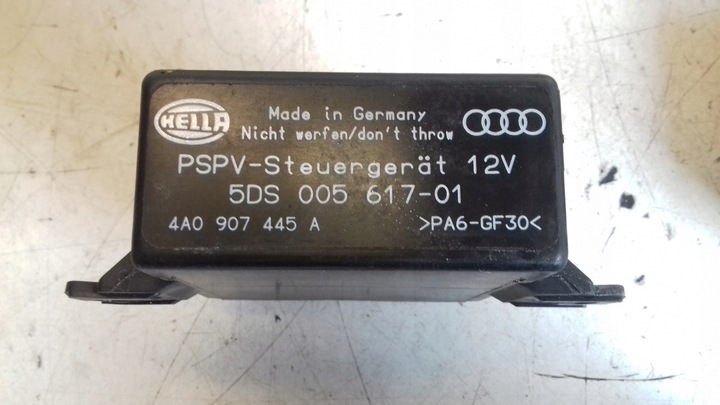 HELLA
Made in Germany
Nicht werfen/don't throw
PSPV-Steuergerät 12V
5DS 005 617-01
4A0 907 445 A >PA6-GF30<